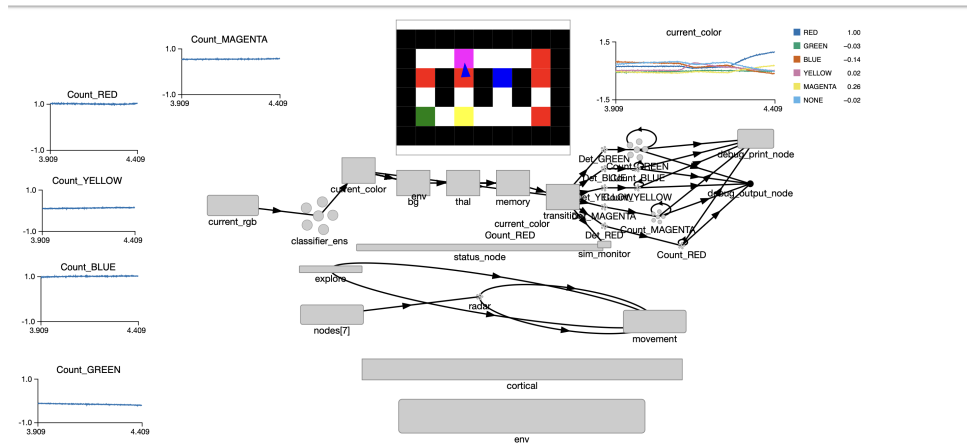 Count_MAGENTA
1.0
-1.0
3.909
4.409
Count_RED
1.0
-1.0
3.909
4.409
Count_YELLOW
1.0
-1.0
3.909
4.409
Count_BLUE
1.0
-1.0
3.909
4.409
Count_GREEN
1.0
-1.0
3.909
4.409
current_color
1.5
-1.5
3.909
4.409
RED 1.00
GREEN -0.03
BLUE -0.14
YELLOW 0.02
MAGENTA 0.26
NONE -0.02
current_rgb
classifier_ens
current_color
env
bg
thal
memory
transition
current_color
Count_RED
status_node
Det_GREEN
Count_GREEN
Det_BLUE
Count_BLUE
Det_YELLOW
Count_YELLOW
Det_MAGENTA
Count_MAGENTA
Det_RED
sim_monitor
Count_RED
debug_print_node
debug_output_node
explore
radar
nodes[7]
movement
cortical
env